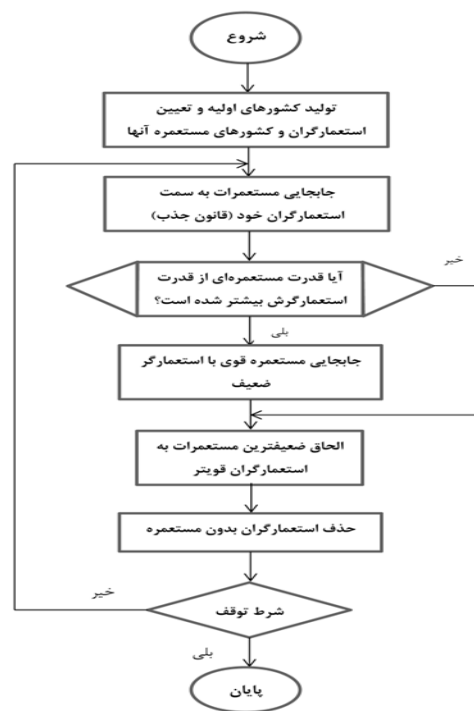 شروع
تولید کشورهای اولیه و تعیین
استعمارگران و کشورهای مستعمره آنها
جابجایی مستعمرات به سمت
استعمارگران خود (قانون جذب)
آیا قدرت مستعمره‌ای از قدرت
استعمارگرش بیشتر شده است؟
خیر
بلی
جابجایی مستعمره قوی با استعمارگر
ضعیف
الحاق ضعیفترین مستعمرات به
استعمارگران قویتر
حذف استعمارگران بدون مستعمره
خیر
شرط توقف
بلی
پایان